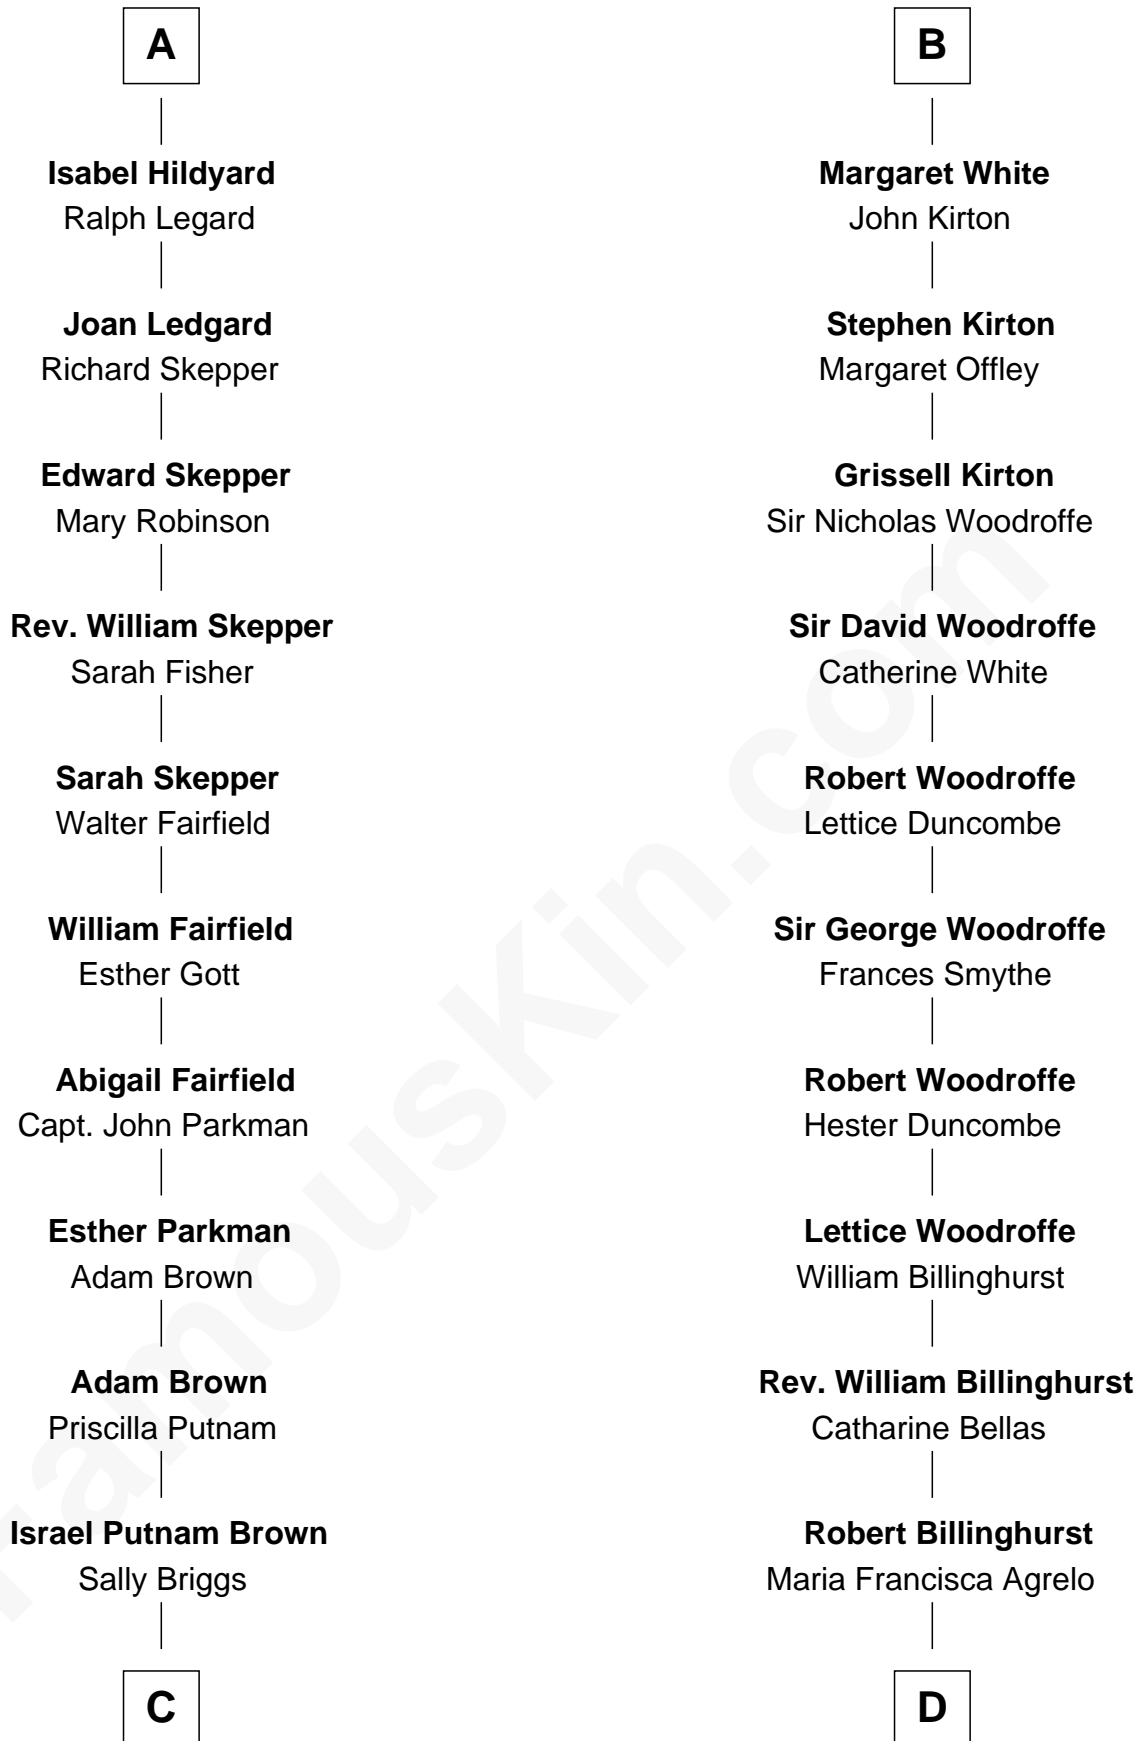 A
Isabel Hildyard
Ralph Legard
Joan Ledgard
Richard Skepper
Edward Skepper
Mary Robinson
Rev. William Skepper
Sarah Fisher
Sarah Skepper
Walter Fairfield
William Fairfield
Esther Gott
Abigail Fairfield
Capt. John Parkman
Esther Parkman
Adam Brown
Adam Brown
Priscilla Putnam
Israel Putnam Brown
Sally Briggs
C
B
Margaret White
John Kirton
Stephen Kirton
Margaret Offley
Grissell Kirton
Sir Nicholas Woodroffe
Sir David Woodroffe
Catherine White
Robert Woodroffe
Lettice Duncombe
Sir George Woodroffe
Frances Smythe
Robert Woodroffe
Hester Duncombe
Lettice Woodroffe
William Billinghurst
Rev. William Billinghurst
Catharine Bellas
Robert Billinghurst
Maria Francisca Agrelo
D
FamousKin.com